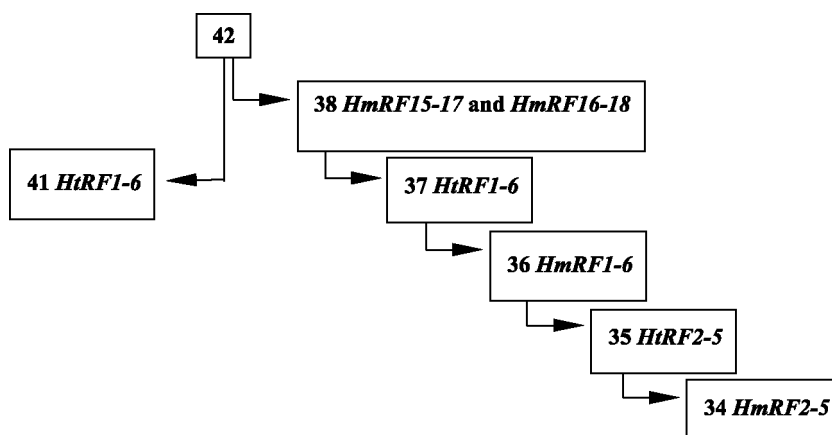 42
38 HmRF15-17 and HmRF16-18
41 HtRF1-6
37 HtRF1-6
36 HmRF1-6
35 HtRF2-5
34 HmRF2-5